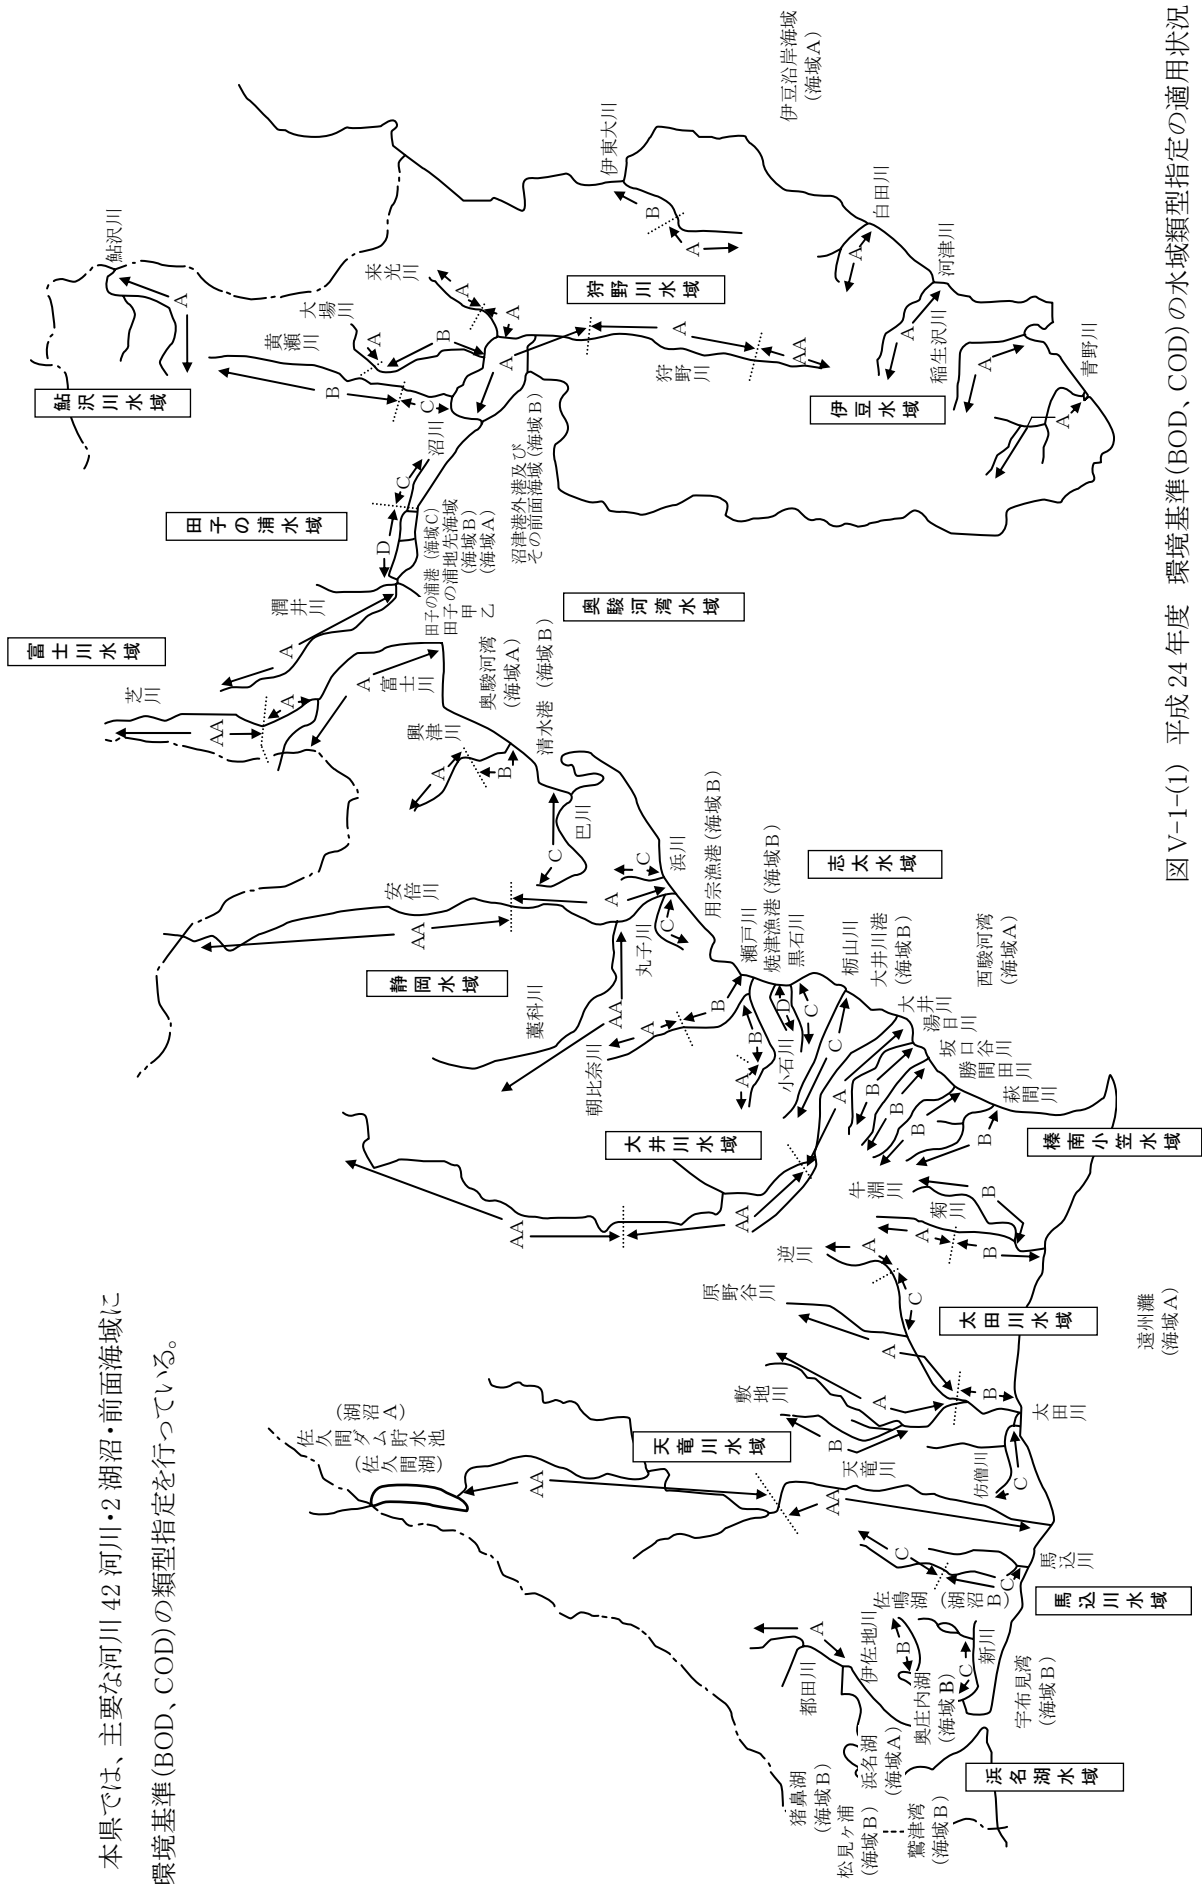 本県では、主要な河川 42 河川・2 湖沼・前面海域に
環境基準(BOD、COD)の類型指定を行っている。
佐久間ダム貯水池
(佐久間湖)
(湖沼A)
AA
天竜川水域
天竜川
AA
敷地川
B
A
原野谷川
A
逆川
A
C
太田川水域
B
太田川
仿僧川
C
牛淵川
B
菊川
A
B
馬込川
C
C
馬込川水域
佐鳴湖
(湖沼B)
都田川
A
伊佐地川
B
新川
C
奥庄内湖
(海域B)
浜名湖
(海域A)
猪鼻湖
(海域B)
松見ヶ浦
(海域B)
鷲津湾
(海域B)
宇布見湾
(海域B)
浜名湖水域
遠州灘
(海域A)
富士川水域
芝川
AA
A
A
富士川
潤井川
A
田子の浦水域
D
C
沼川
田子の浦港 (海域C)
田子の浦地先海域
甲 (海域B)
乙 (海域A)
沼津港外港及び
その前面海域 (海域B)
奥駿河湾水域
奥駿河湾
(海域A)
清水港 (海域B)
興津川
A
B
巴川
C
安倍川
AA
A
静岡水域
藁科川
AA
丸子川
C
浜川
C
用宗漁港 (海域B)
朝比奈川
A
B
瀬戸川
A
B
焼津漁港 (海域B)
小石川
D
黒石川
C
志太水域
栃山川
C
大井川港
(海域B)
西駿河湾
(海域A)
大井川水域
AA
AA
A
大井川
湯日川
B
坂口谷川
B
勝間田川
B
萩間川
B
榛南小笠水域
鮎沢川水域
鮎沢川
A
黄瀬川
B
C
大場川
A
B
来光川
A
A
A
狩野川水域
狩野川
A
AA
伊東大川
B
A
伊豆沿岸海域
(海域A)
白田川
A
河津川
A
稲生沢川
A
青野川
A
伊豆水域
図Ⅴ-1-(1) 平成 24 年度 環境基準(BOD、COD)の水域類型指定の適用状況